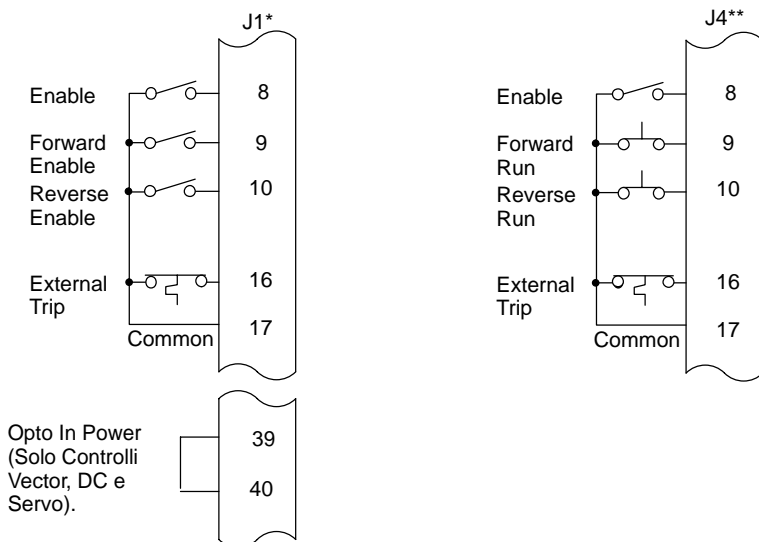 J1*
Enable
8
Forward
Enable
9
Reverse
Enable
10
External
Trip
16
Common
17
Opto In Power
(Solo Controlli
Vector, DC e
Servo).
39
40
J4**
Enable
8
Forward
Run
9
Reverse
Run
10
External
Trip
16
Common
17